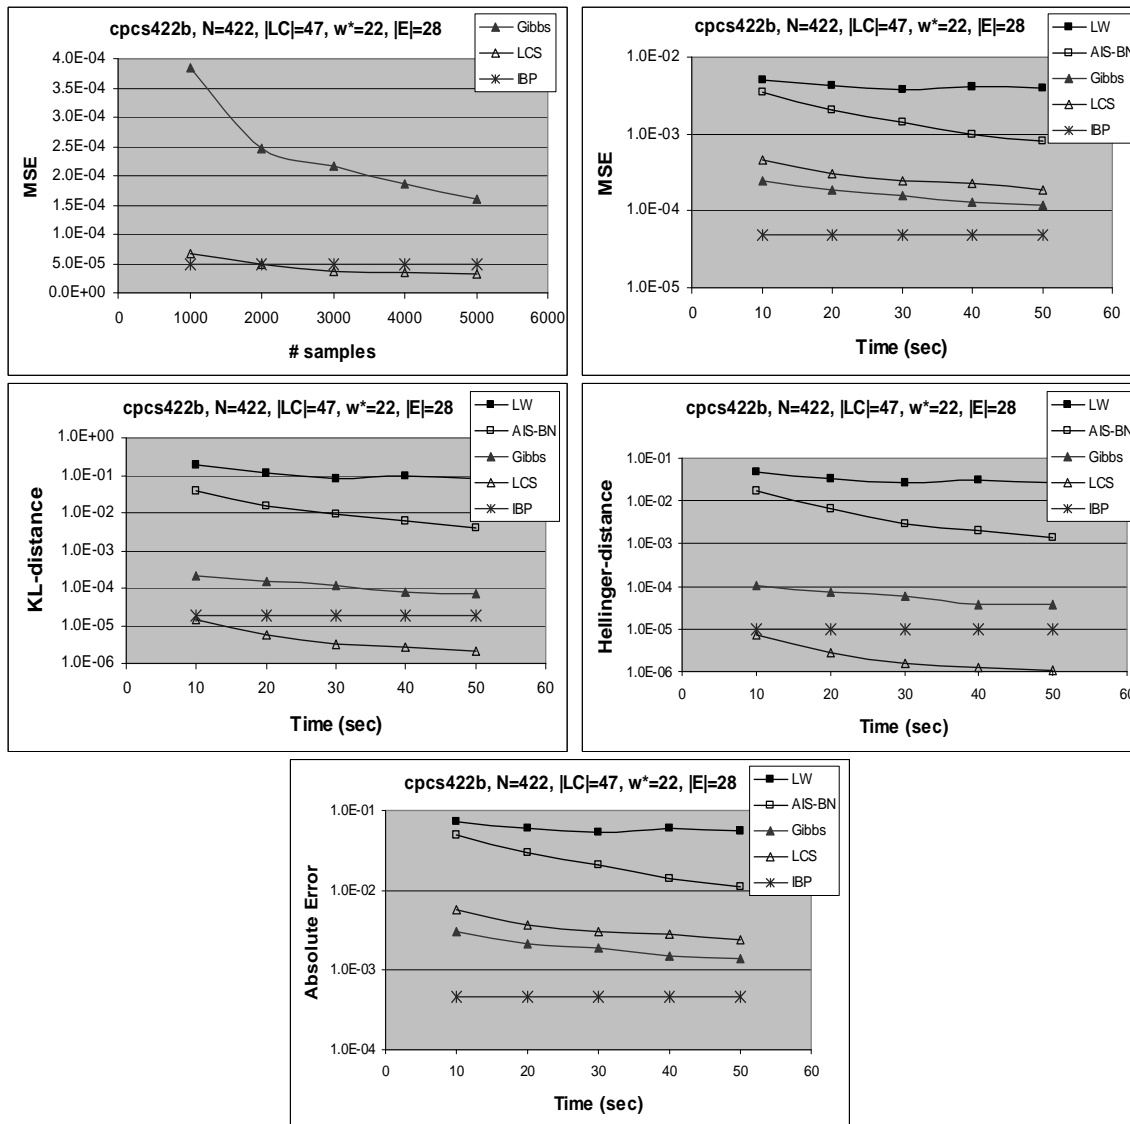 cpcs422b, N=422, |LC|=47, w*=22, |E|=28
Gibbs
LCS
IBP
4.0E-04
3.5E-04
3.0E-04
2.5E-04
2.0E-04
1.5E-04
1.0E-04
5.0E-05
0.0E+00
MSE
0 1000 2000 3000 4000 5000 6000
# samples
cpcs422b, N=422, |LC|=47, w*=22, |E|=28
LW
AIS-BN
Gibbs
LCS
IBP
1.0E-02
1.0E-03
1.0E-04
1.0E-05
MSE
0 10 20 30 40 50 60
Time (sec)
cpcs422b, N=422, |LC|=47, w*=22, |E|=28
LW
AIS-BN
Gibbs
LCS
IBP
1.0E+00
1.0E-01
1.0E-02
1.0E-03
1.0E-04
1.0E-05
1.0E-06
KL-distance
0 10 20 30 40 50 60
Time (sec)
cpcs422b, N=422, |LC|=47, w*=22, |E|=28
LW
AIS-BN
Gibbs
LCS
IBP
1.0E-01
1.0E-02
1.0E-03
1.0E-04
1.0E-05
1.0E-06
Hellinger-distance
0 10 20 30 40 50 60
Time (sec)
cpcs422b, N=422, |LC|=47, w*=22, |E|=28
LW
AIS-BN
Gibbs
LCS
IBP
1.0E-01
1.0E-02
1.0E-03
1.0E-04
Absolute Error
0 10 20 30 40 50 60
Time (sec)